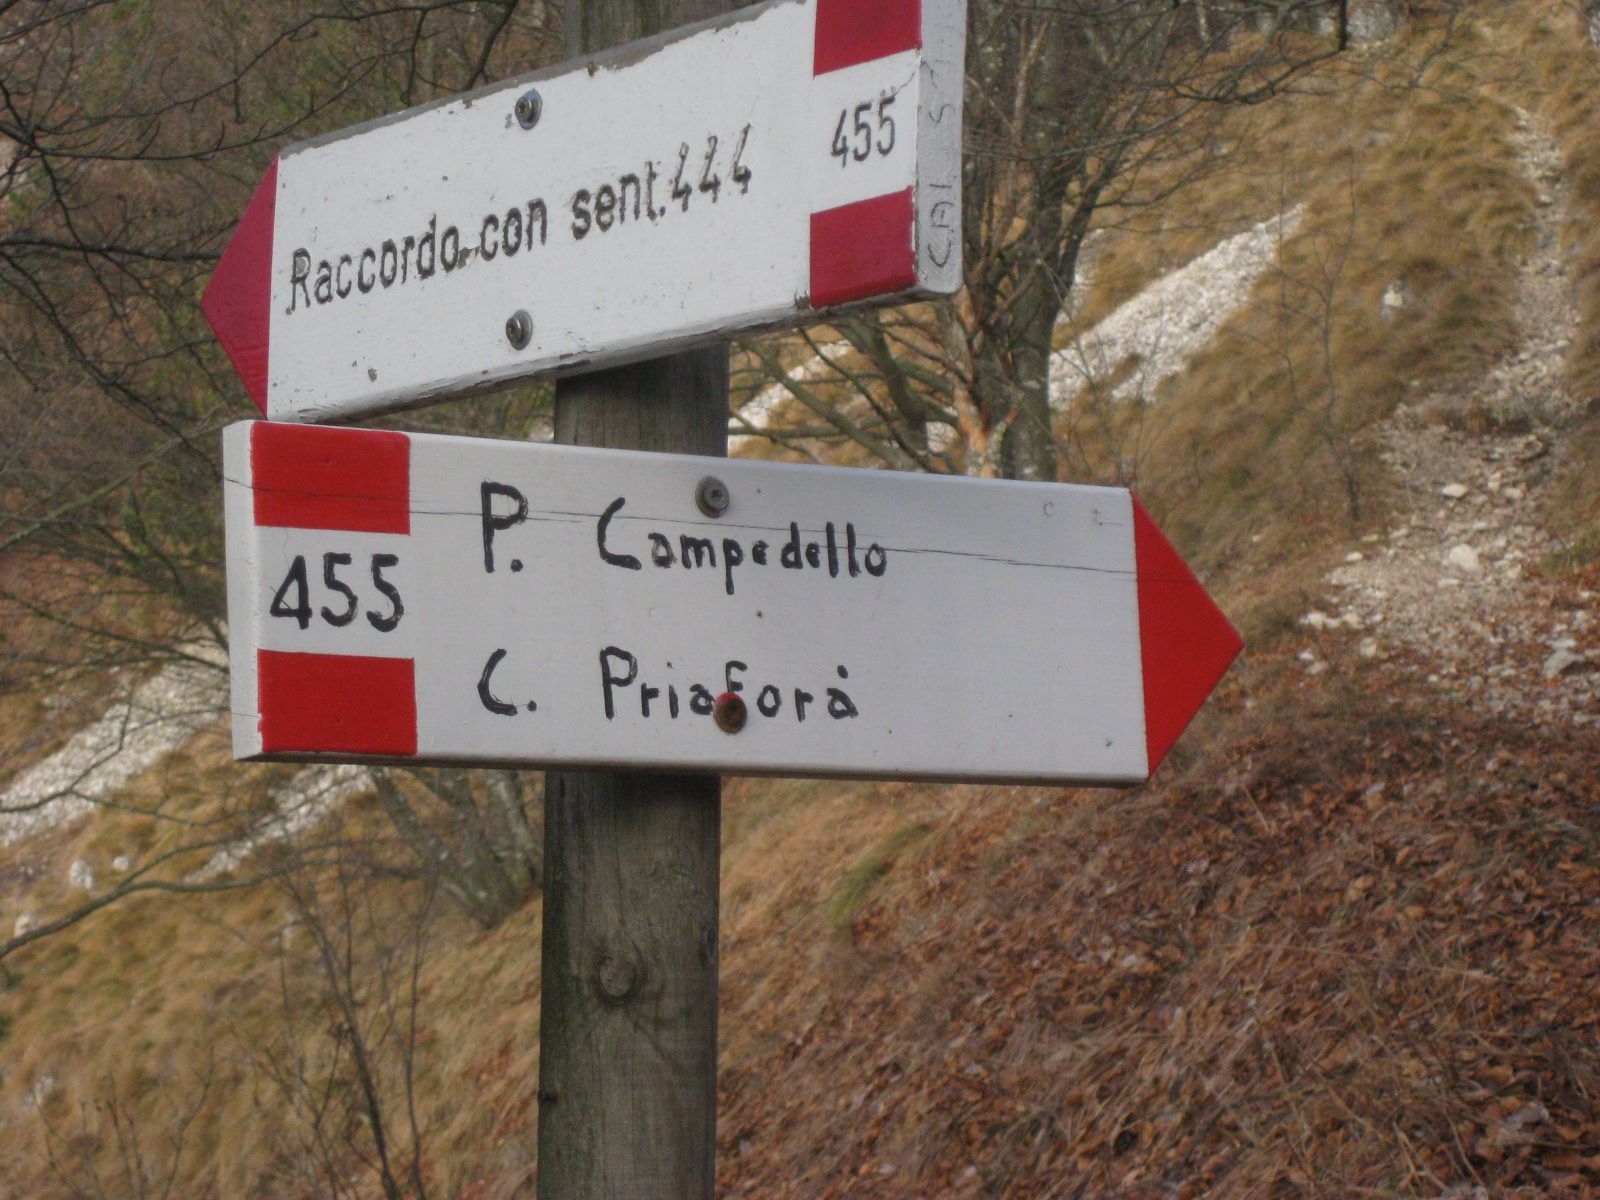 Raccordo con sent. 444
455
455
P. Campedello
C. Priaforà